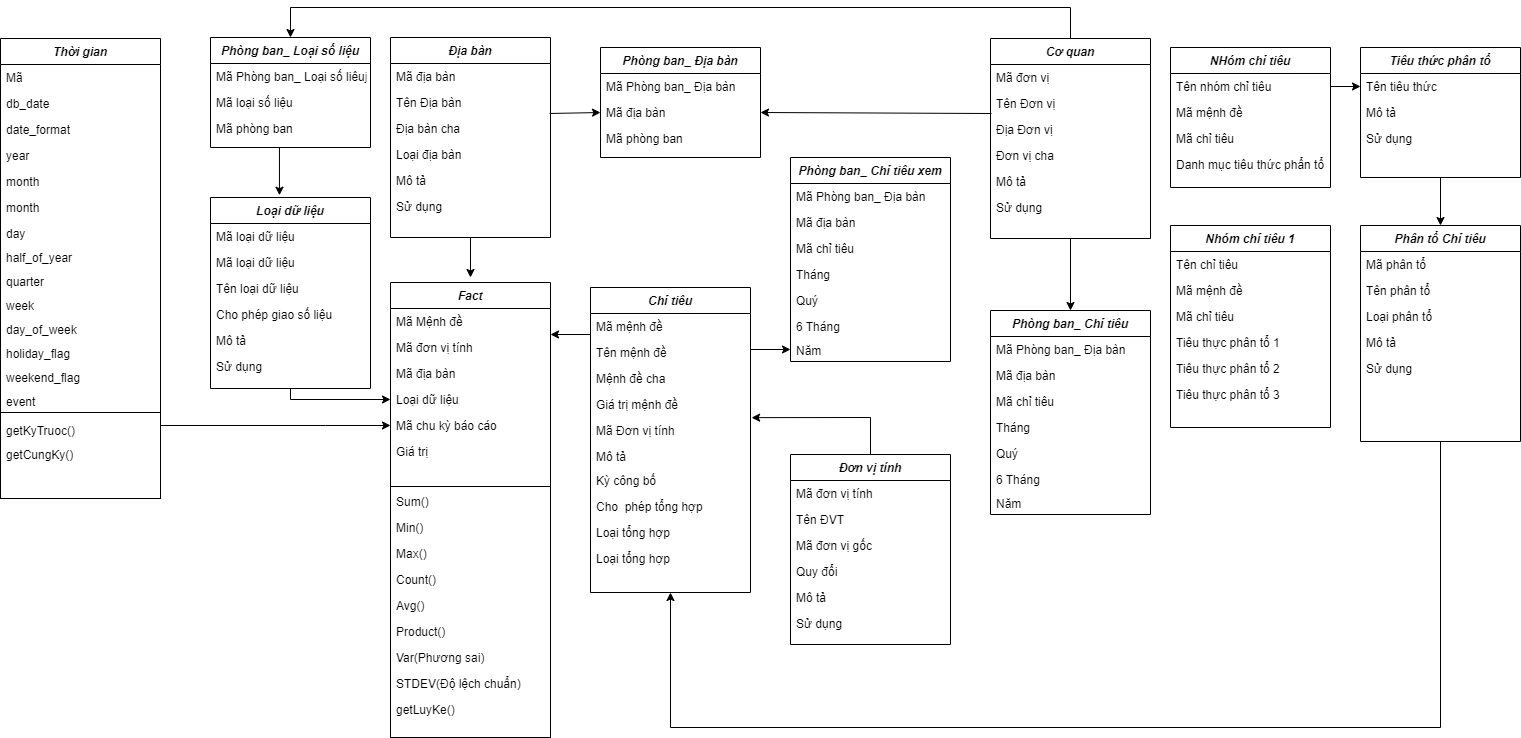 Thời gian
Mã
db_date
date_format
year
month
month
day
half_of_year
quarter
week
day_of_week
holiday_flag
weekend_flag
event
getKyTruoc()
getCungKy()
Phòng ban_ Loại số liệu
Mã Phòng ban_ Loại số liêuị
Mã loại số liệu
Mã phòng ban
Loại dữ liệu
Mã loại dữ liệu
Mã loại dữ liệu
Tên loại dữ liệu
Cho phép giao số liệu
Mô tả
Sử dụng
Địa bàn
Mã địa bàn
Tên Địa bàn
Địa bàn cha
Loại địa bàn
Mô tả
Sử dụng
Fact
Mã Mệnh đề
Mã đơn vị tính
Mã địa bàn
Loại dữ liệu
Mã chu kỳ báo cáo
Giá trị
Sum()
Min()
Max()
Count()
Avg()
Product()
Var(Phương sai)
STDEV(Độ lệch chuẩn)
getLuyKe()
Phòng ban_ Địa bàn
Mã Phòng ban_ Địa bàn
Mã địa bàn
Mã phòng ban
Chỉ tiêu
Mã mệnh đề
Tên mệnh đề
Mệnh đề cha
Giá trị mệnh đề
Mã Đơn vị tính
Mô tả
Kỳ công bố
Cho phép tổng hợp
Loại tổng hợp
Loại tổng hợp
Phòng ban_ Chỉ tiêu xem
Mã Phòng ban_ Địa bàn
Mã địa bàn
Mã chỉ tiêu
Tháng
Quý
6 Tháng
Năm
Đơn vị tính
Mã đơn vị tính
Tên ĐVT
Mã đơn vị gốc
Quy đổi
Mô tả
Sử dụng
Cơ quan
Mã đơn vị
Tên Đơn vị
Địa Đơn vị
Đơn vị cha
Mô tả
Sử dụng
Phòng ban_ Chỉ tiêu
Mã Phòng ban_ Địa bàn
Mã địa bàn
Mã chỉ tiêu
Tháng
Quý
6 Tháng
Năm
NHóm chỉ tiêu
Tên nhóm chỉ tiêu
Mã mệnh đề
Mã chỉ tiêu
Danh mục tiêu thức phẩn tổ
Nhóm chỉ tiêu 1
Tên chỉ tiêu
Mã mệnh đề
Mã chỉ tiêu
Tiêu thực phân tổ 1
Tiêu thực phân tổ 2
Tiêu thực phân tổ 3
Tiêu thức phân tổ
Tên tiêu thức
Mô tả
Sử dụng
Phân tổ Chỉ tiêu
Mã phân tổ
Tên phân tổ
Loại phân tổ
Mô tả
Sử dụng